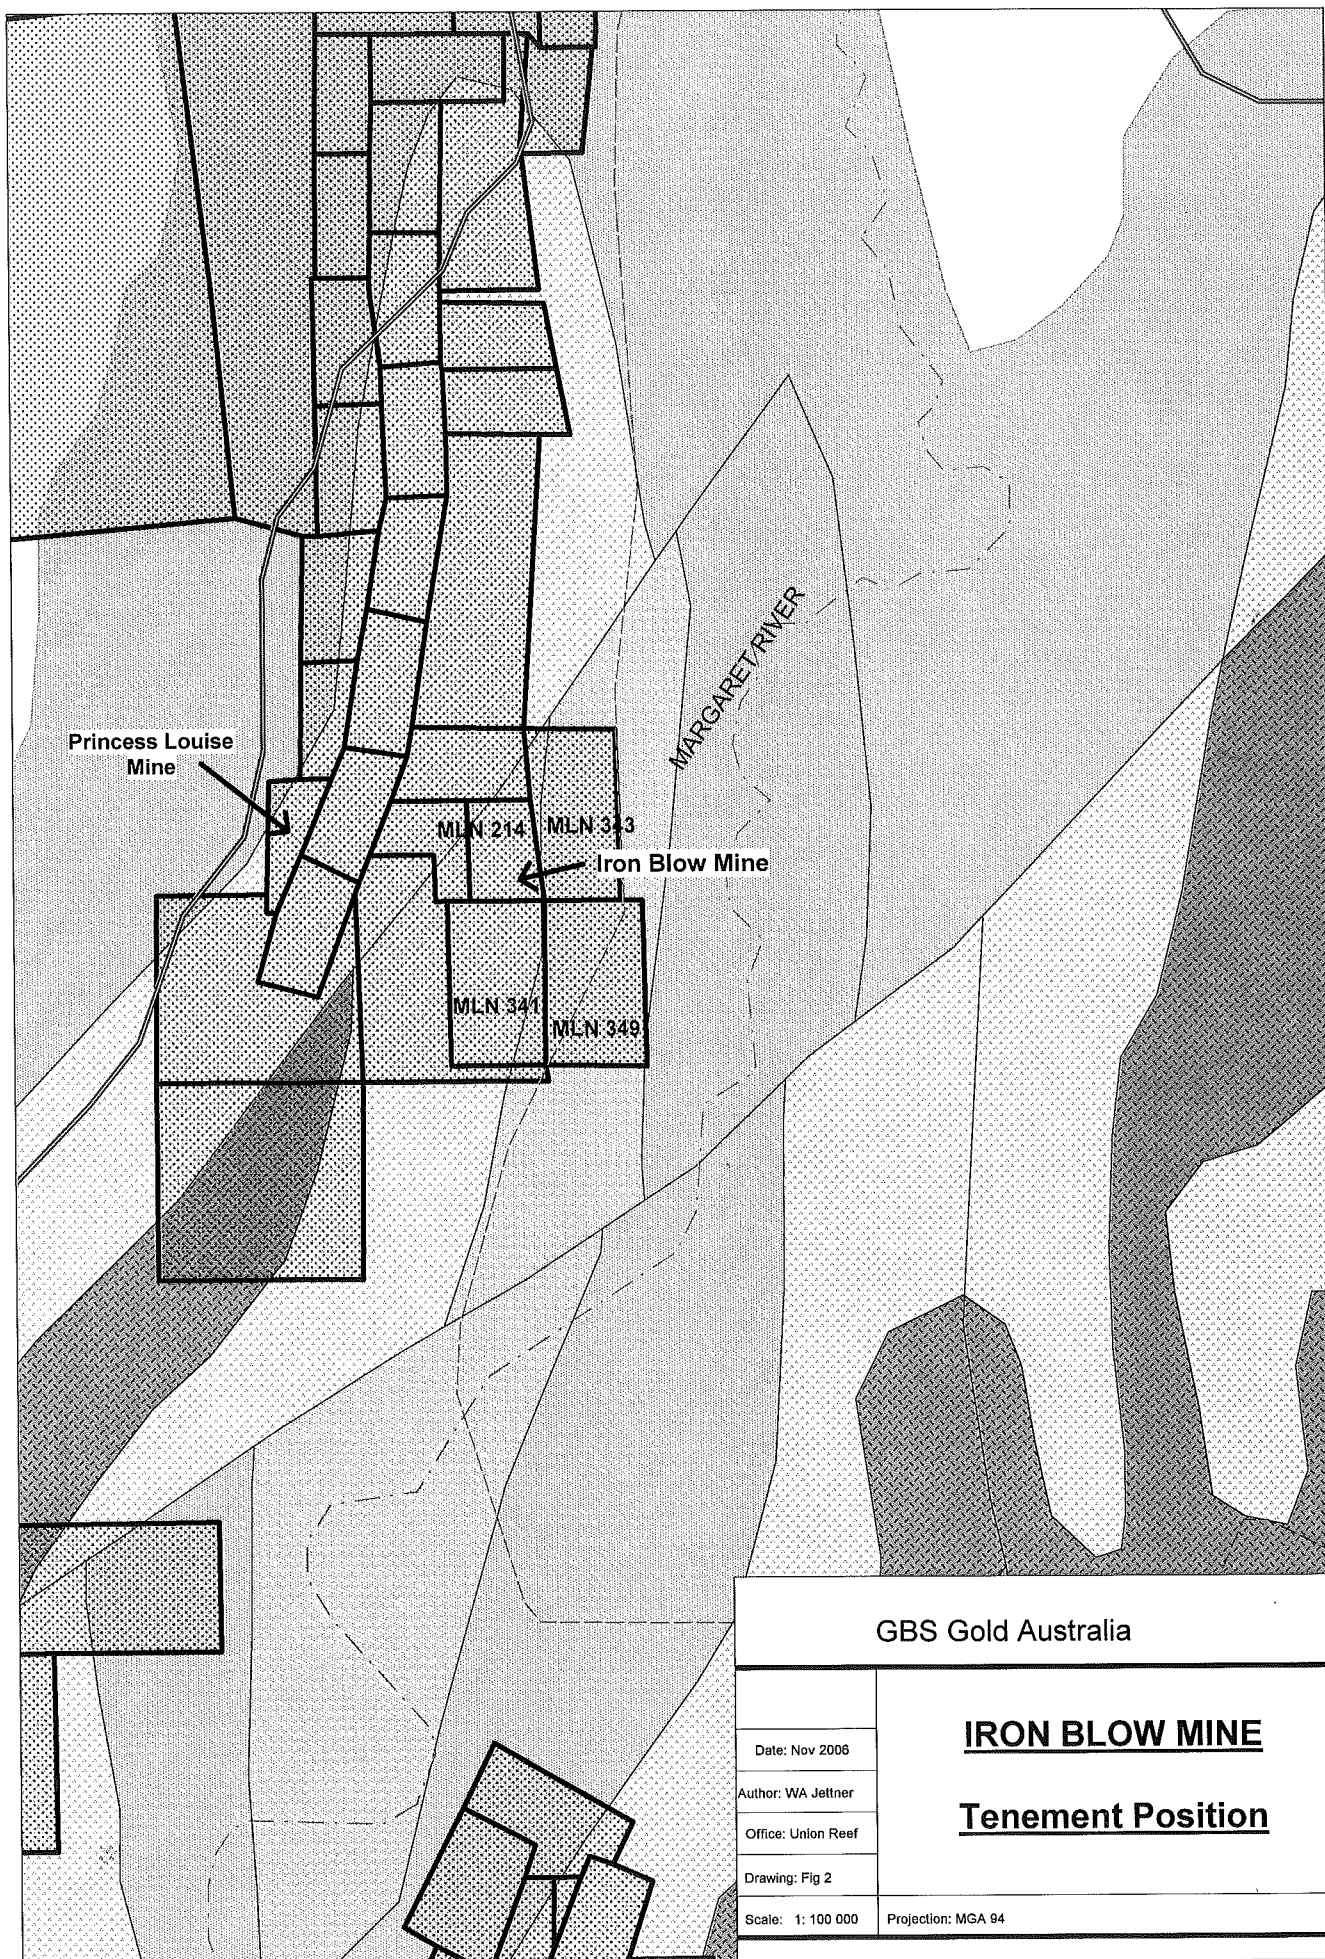 MARGARET RIVER
Princess Louise
Mine
MLN 214
MLN 343
Iron Blow Mine
MLN 341
MLN 349
GBS Gold Australia
IRON BLOW MINE
Tenement Position
Date: Nov 2006
Author: WA Jettner
Office: Union Reef
Drawing: Fig 2
Scale: 1: 100 000
Projection: MGA 94